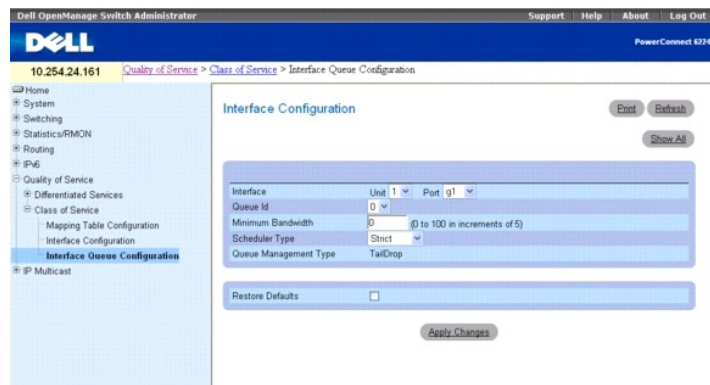 Dell OpenManage Switch Administrator
Support Help About Log Out
DELL
PowerConnect 6224
10.254.24.161
Quality of Service > Class of Service > Interface Queue Configuration
Home
System
Switching
Statistics/RMON
Routing
IPv6
Quality of Service
Differentiated Services
Class of Service
Mapping Table Configuration
Interface Configuration
Interface Queue Configuration
IP Multicast
Interface Configuration
Print Refresh
Show All
Interface Unit 1 Port g1
Queue Id 0
Minimum Bandwidth 0 (0 to 100 in increments of 5)
Scheduler Type Strict
Queue Management Type TailDrop
Restore Defaults
Apply Changes